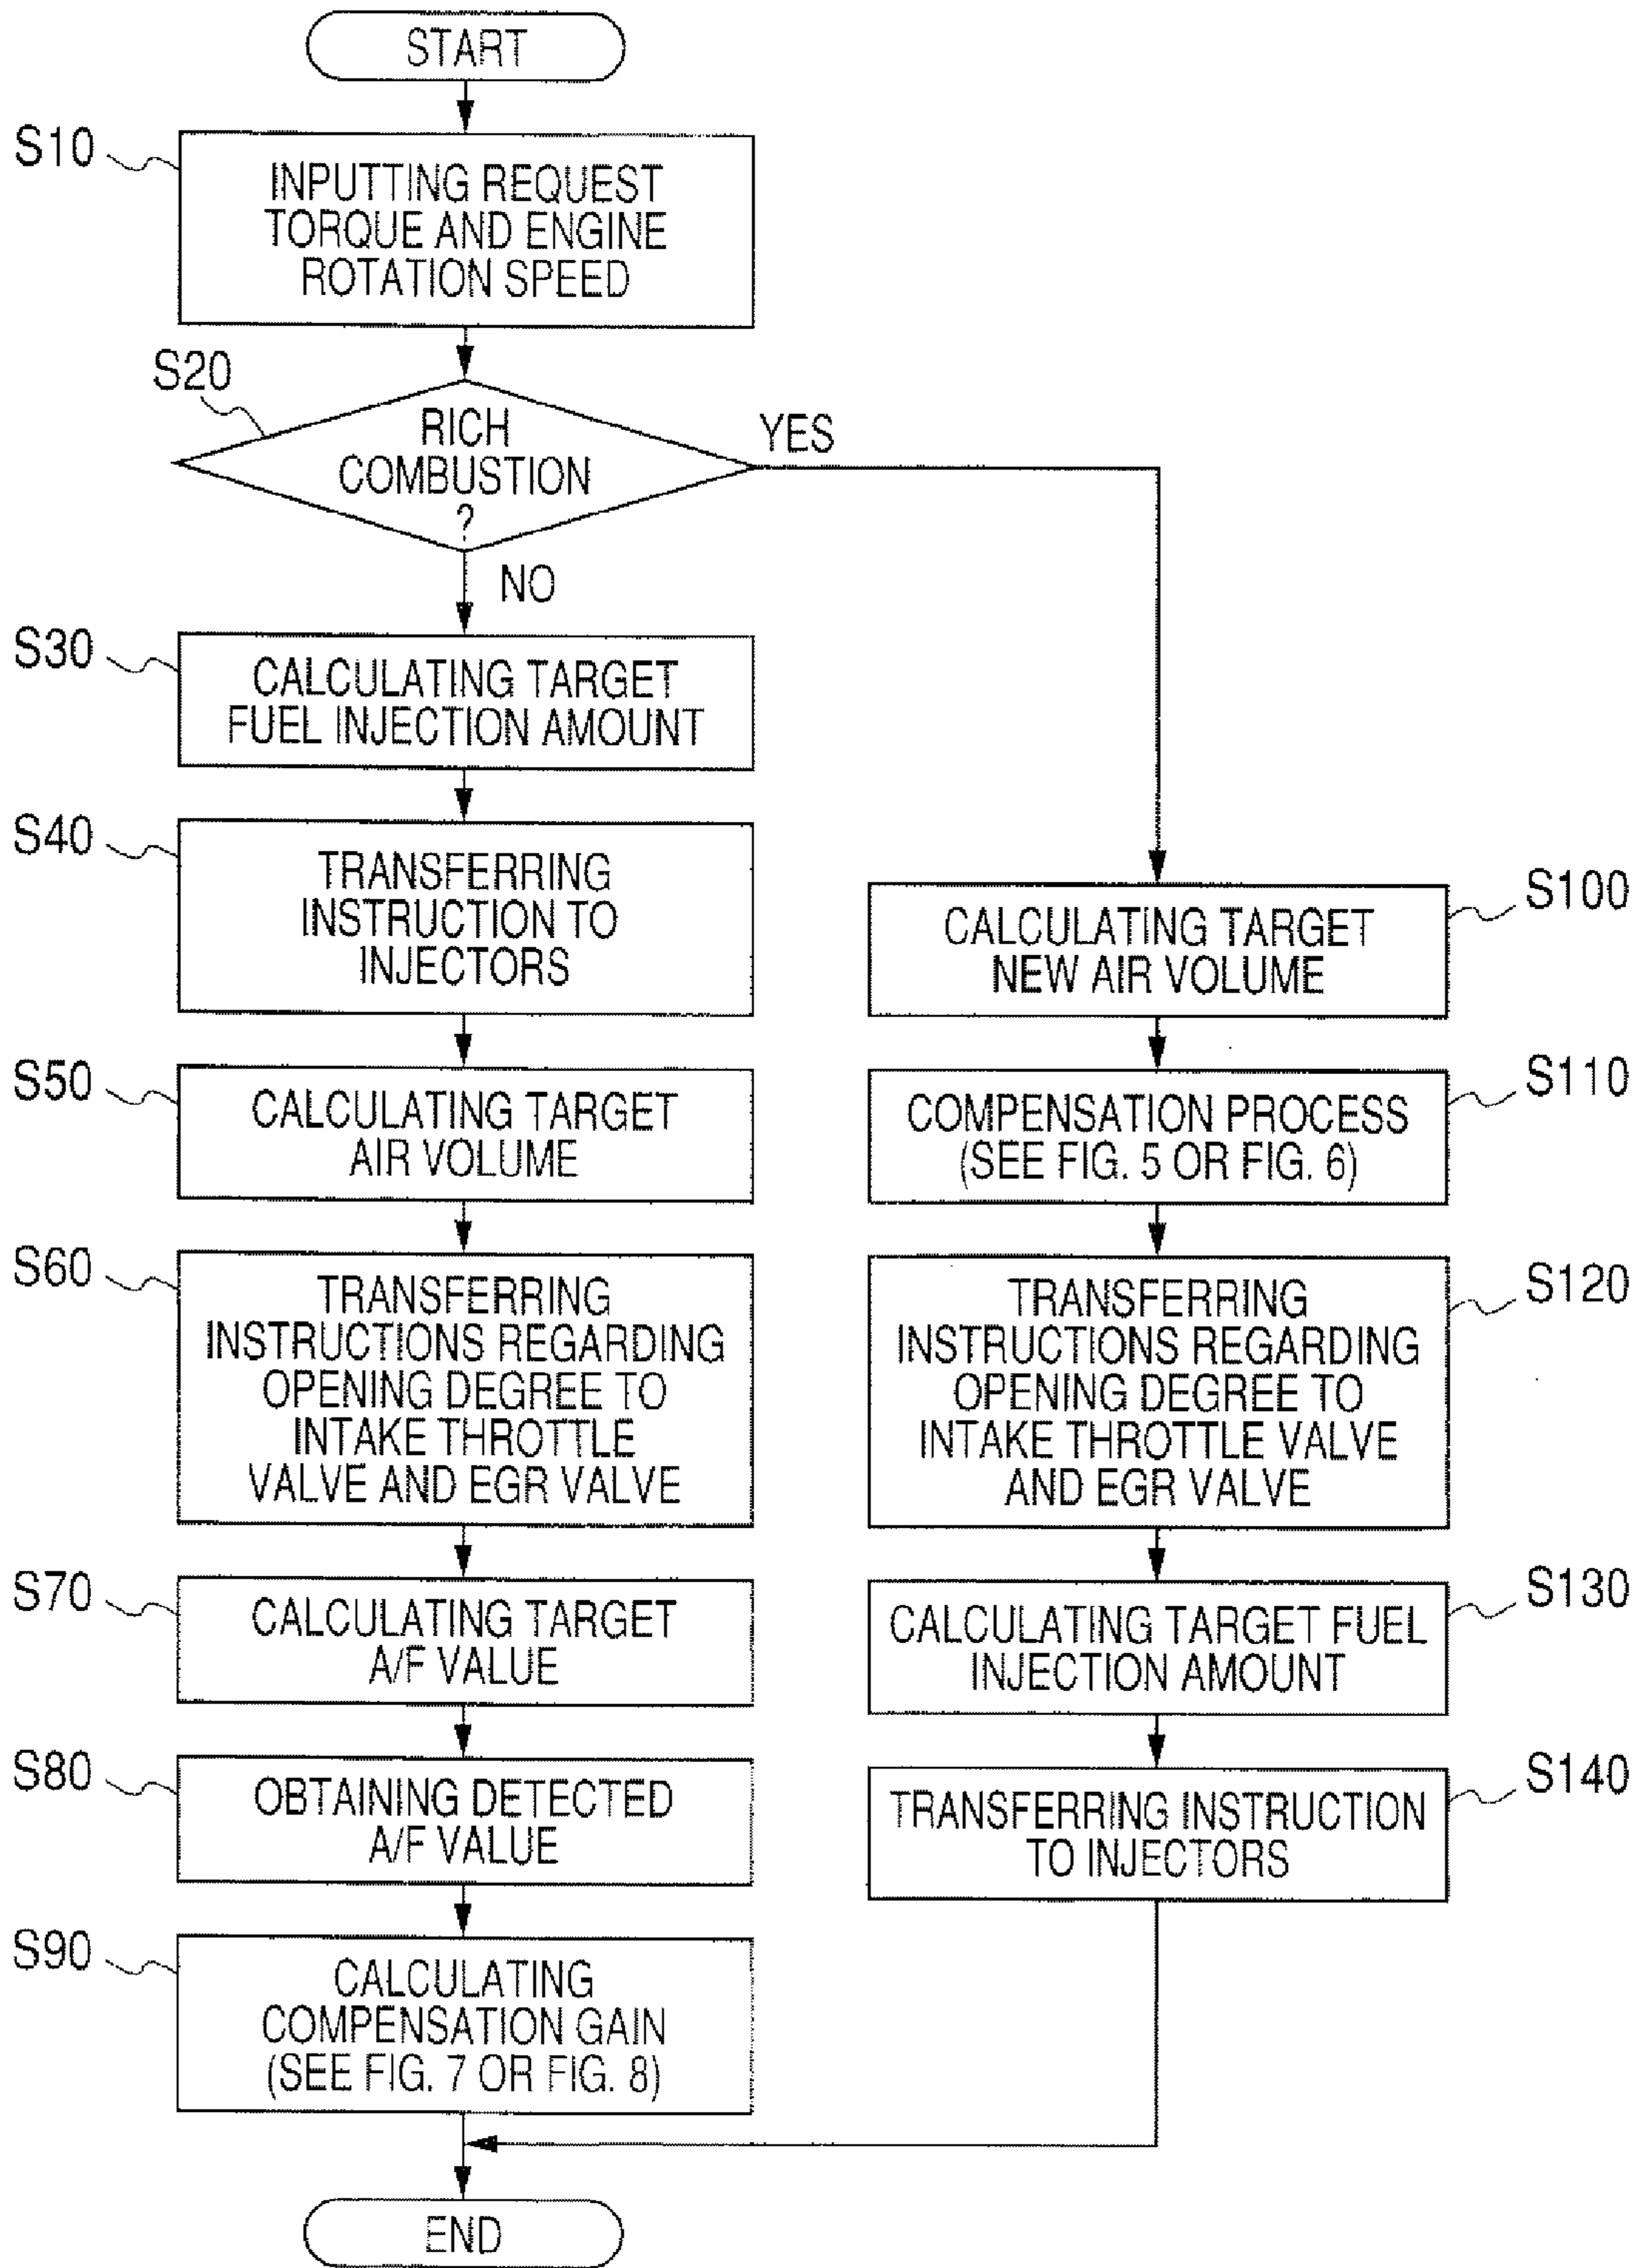 START
S10
INPUTTING REQUEST
TORQUE AND ENGINE
ROTATION SPEED
S20
RICH
COMBUSTION
?
YES
NO
S30
CALCULATING TARGET
FUEL INJECTION AMOUNT
S40
TRANSFERRING
INSTRUCTION TO
INJECTORS
S50
CALCULATING TARGET
AIR VOLUME
S60
TRANSFERRING
INSTRUCTIONS REGARDING
OPENING DEGREE TO
INTAKE THROTTLE
VALVE AND EGR VALVE
S70
CALCULATING TARGET
A/F VALUE
S80
OBTAINING DETECTED
A/F VALUE
S90
CALCULATING
COMPENSATION GAIN
(SEE FIG. 7 OR FIG. 8)
S100
CALCULATING TARGET
NEW AIR VOLUME
S110
COMPENSATION PROCESS
(SEE FIG. 5 OR FIG. 6)
S120
TRANSFERRING
INSTRUCTIONS REGARDING
OPENING DEGREE TO
INTAKE THROTTLE VALVE
AND EGR VALVE
S130
CALCULATING TARGET FUEL
INJECTION AMOUNT
S140
TRANSFERRING INSTRUCTION
TO INJECTORS
END